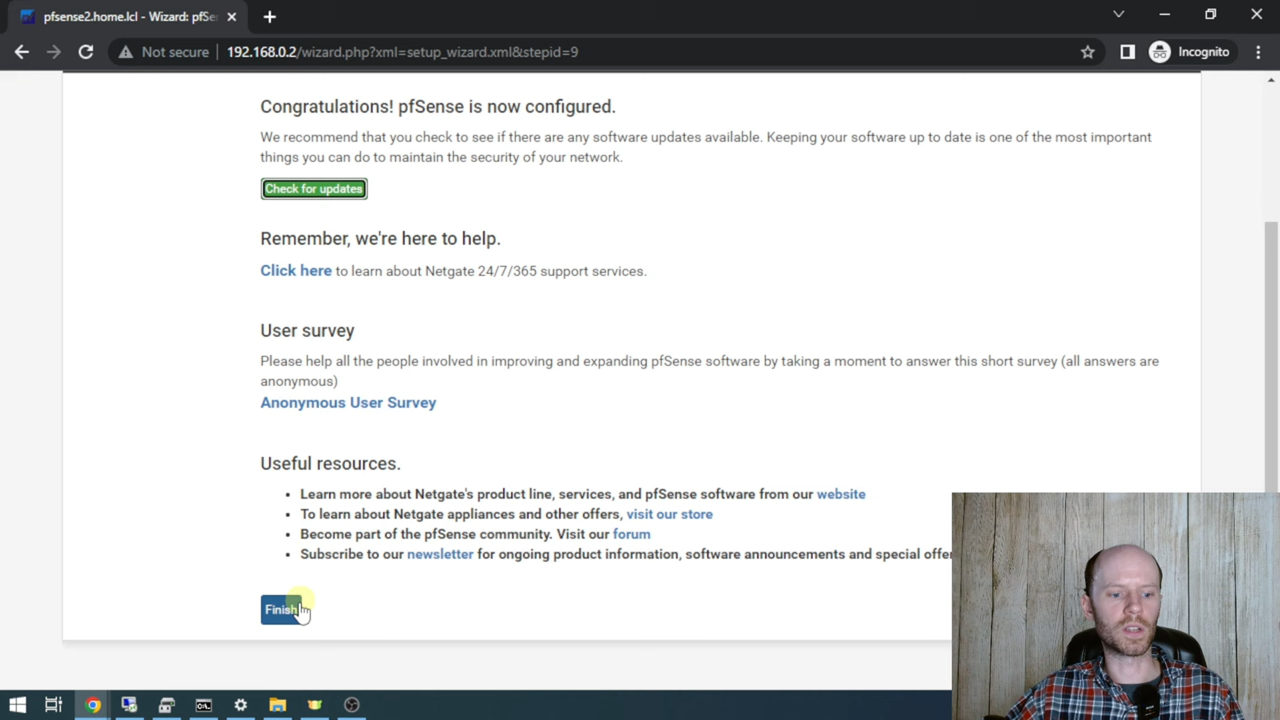 pfsense2.home.lcl - Wizard: pfSe
Not secure
192.168.0.2/wizard.php?xml=setup_wizard.xml&stepid=9
Incognito
Congratulations! pfSense is now configured.
We recommend that you check to see if there are any software updates available. Keeping your software up to date is one of the most important
things you can do to maintain the security of your network.
Check for updates
Remember, we're here to help.
Click here to learn about Netgate 24/7/365 support services.
User survey
Please help all the people involved in improving and expanding pfSense software by taking a moment to answer this short survey (all answers are
anonymous)
Anonymous User Survey
Useful resources.
• Learn more about Netgate's product line, services, and pfSense software from our website
• To learn about Netgate appliances and other offers, visit our store
• Become part of the pfSense community. Visit our forum
• Subscribe to our newsletter for ongoing product information, software announcements and special offe
Finish